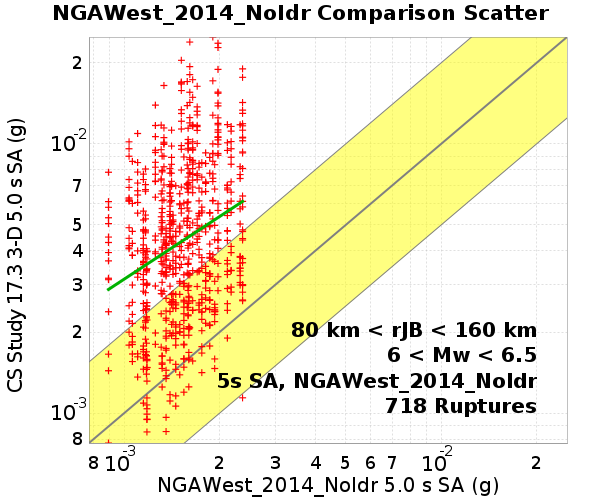 NGAWest_2014_NoIdr Comparison Scatter
CS Study 17.3 3-D 5.0 s SA (g)
2
10⁻²
7
5
4
3
2
10⁻³
8
80 km < rJB < 160 km
6 < Mw < 6.5
5s SA, NGAWest_2014_NoIdr
718 Ruptures
8 10⁻³ 2 3 4 5 6 7 10⁻² 2
NGAWest_2014_NoIdr 5.0 s SA (g)